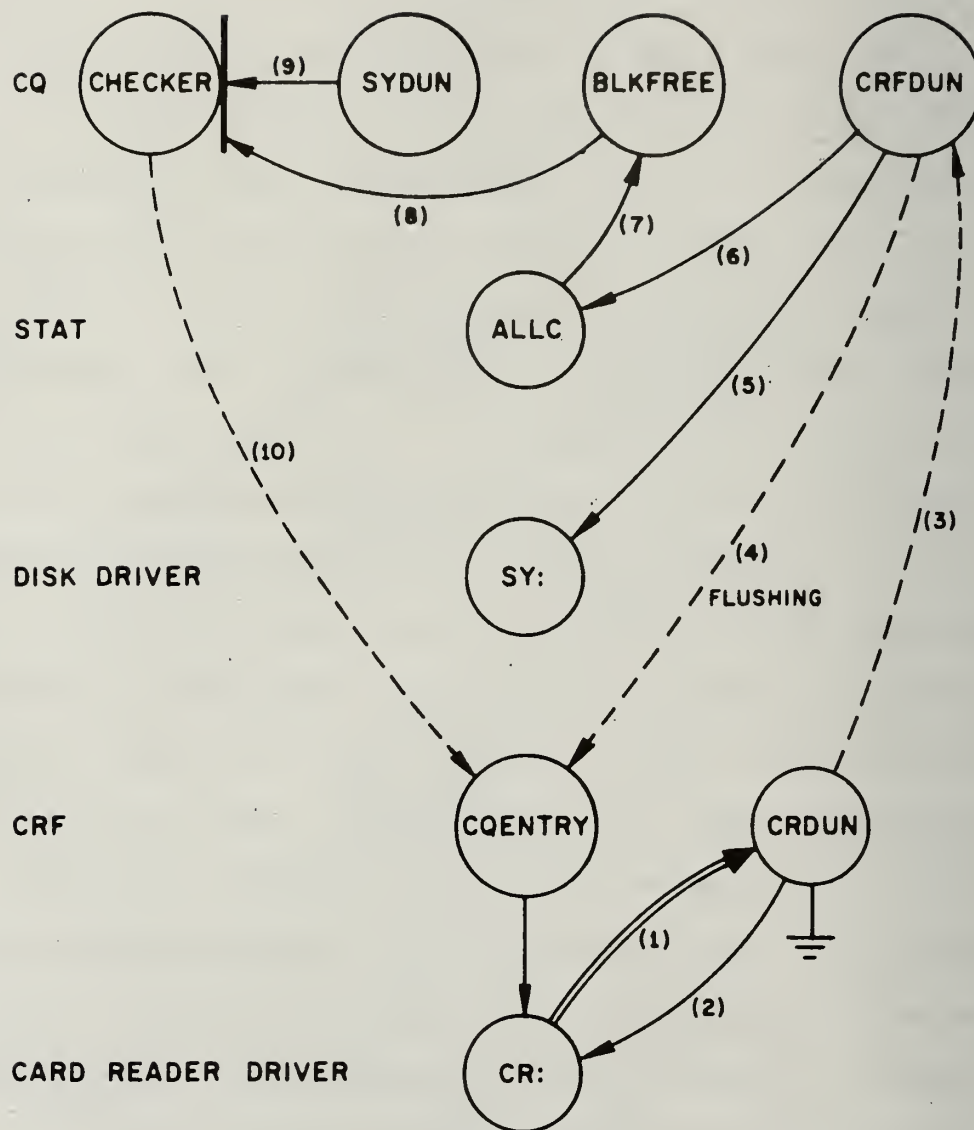 CQ CHECKER (9) SYDUN BLKFREE CRFDUN
(8) (7) (6)
STAT ALLC
(5)
(10)
(4) (3)
DISK DRIVER SY:
FLUSHING
CRF CQENTRY CRDUN
(1)
(2)
CARD READER DRIVER CR: